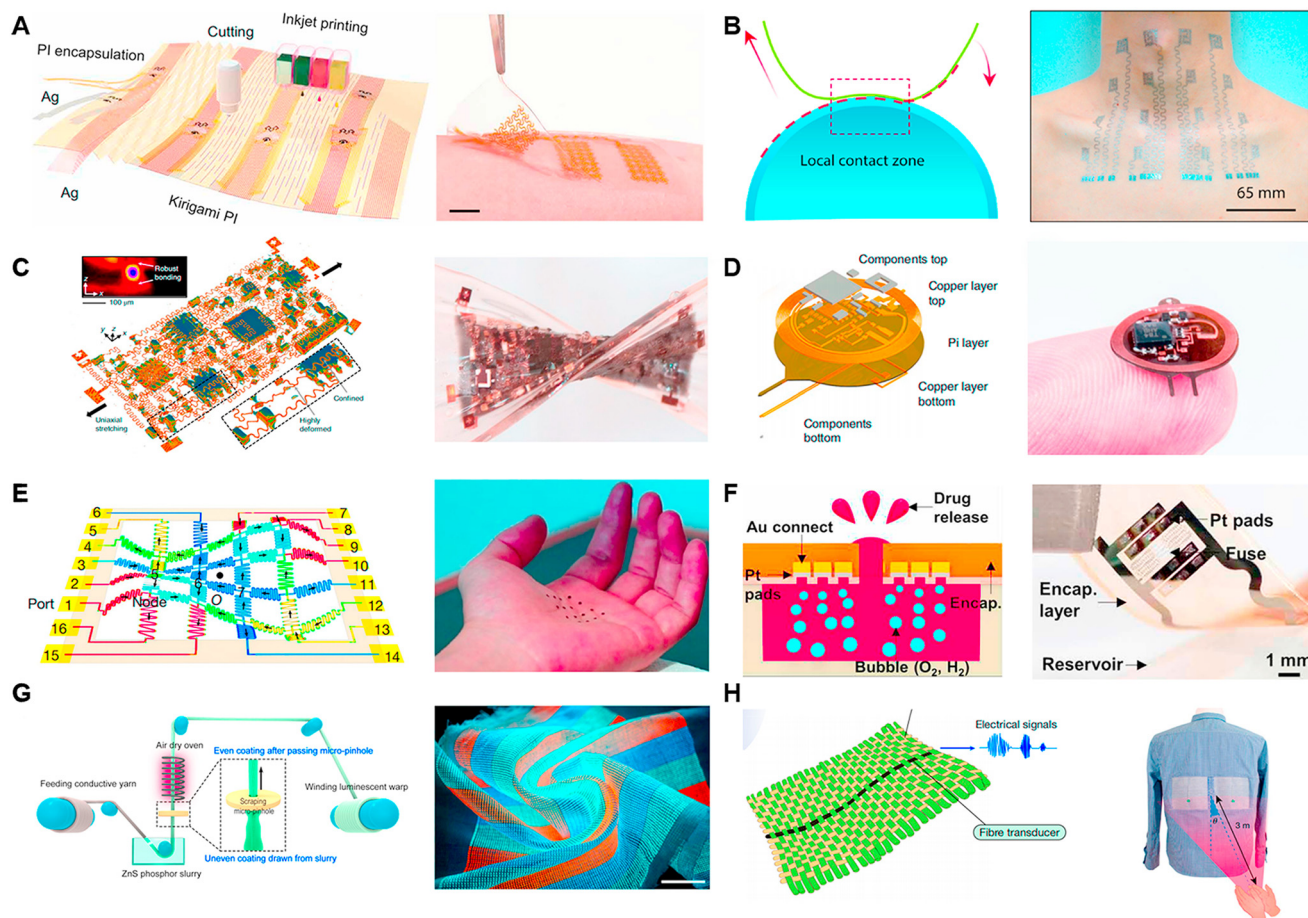 A
Inkjet printing
Cutting
PI encapsulation
Ag
Ag
Kirigami PI
B
Local contact zone
65 mm
C
Robust
bonding
z
x
100 µm
y z x
Uniaxial
stretching
Highly
deformed
Confined
D
Components top
Copper layer
top
Pi layer
Copper layer
bottom
Components
bottom
E
6
7
5
8
4
9
3
10
2
11
Port
1
12
16
13
15
14
5
6
7
Node
O
F
Drug
release
Au connect
Pt
pads
Encap.
Bubble (O₂, H₂)
Pt pads
Fuse
Encap.
layer
Reservoir
1 mm
G
Air dry oven
Even coating after passing micro-pinhole
Feeding conductive yarn
Scraping
micro-pinhole
Winding luminescent warp
Uneven coating drawn from slurry
ZnS phosphor slurry
H
Electrical signals
Fibre transducer
θ
3 m